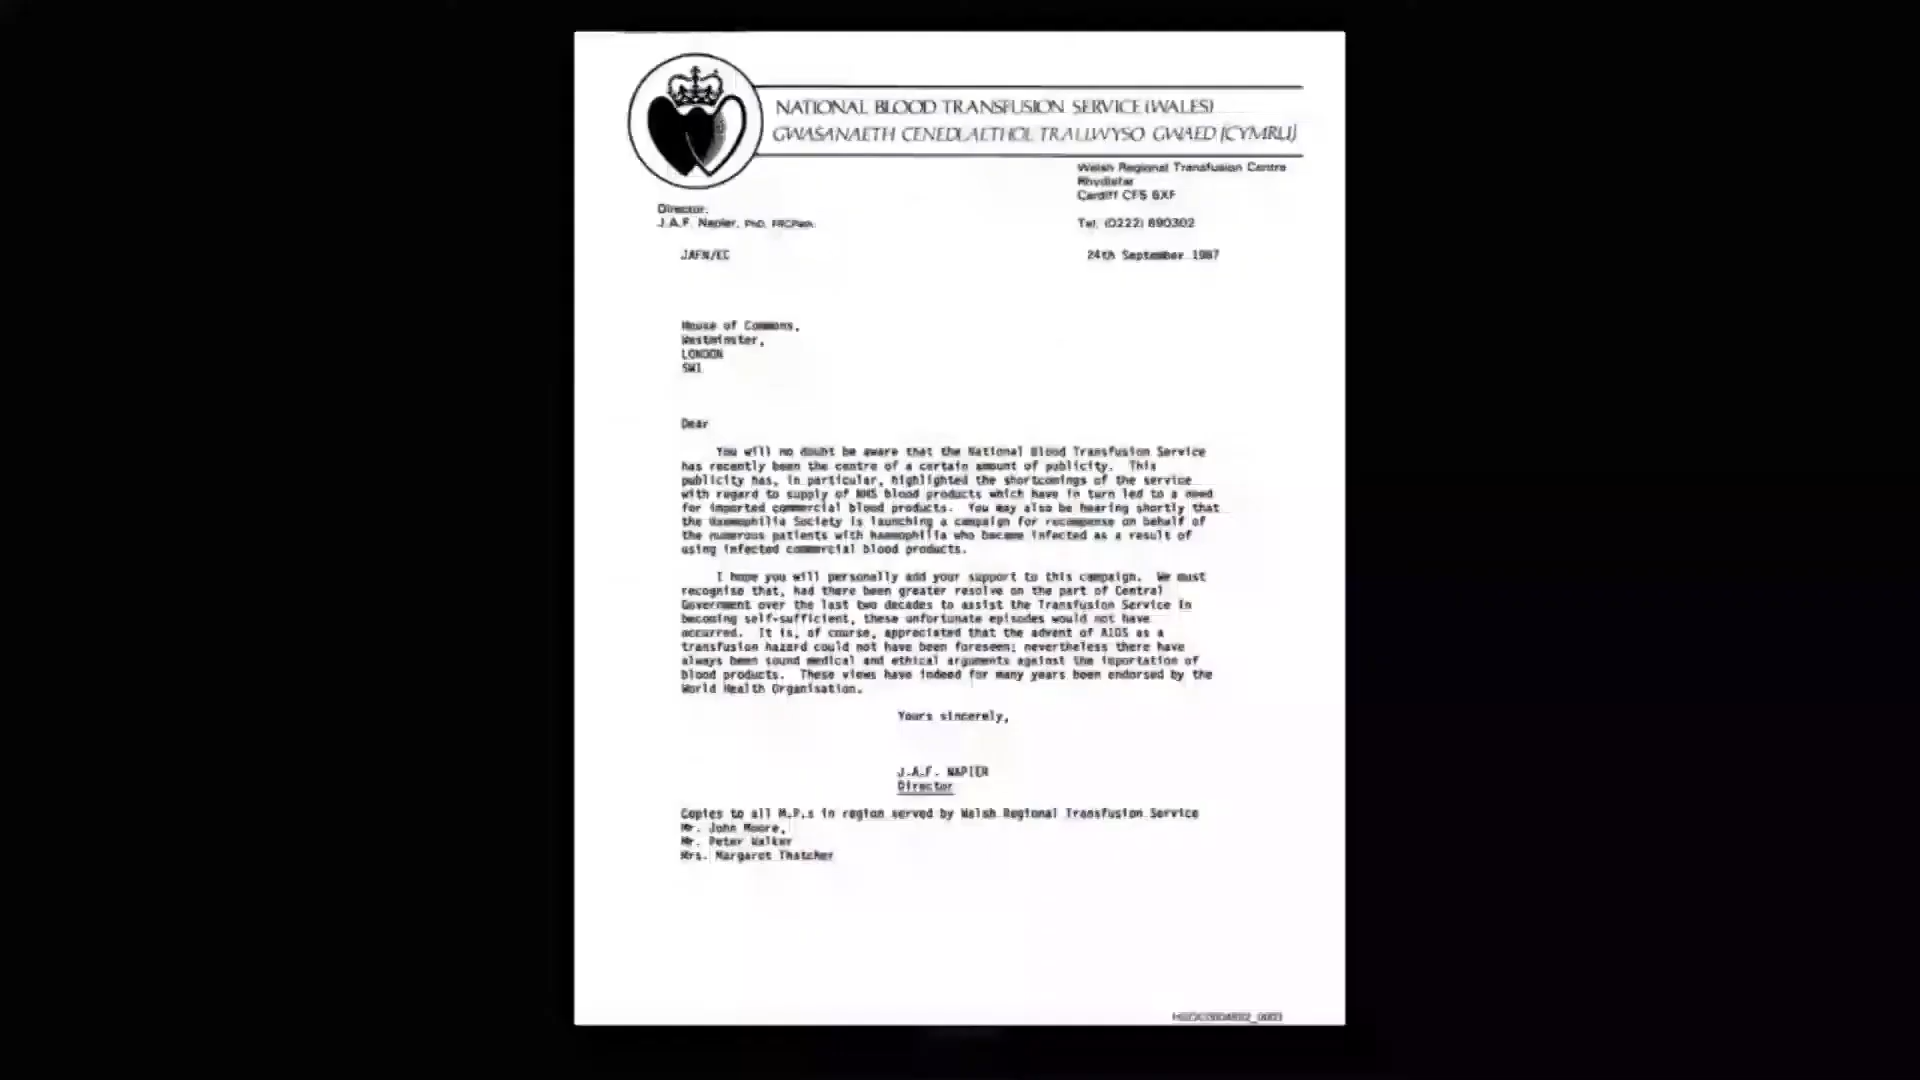 NATIONAL BLOOD TRANSFUSION SERVICE (WALES)
GWASANAETH CENEDLAETHOL TRALLWYSO GWAED (CYMRU)
Welsh Regional Transfusion Centre
Rhydlafar
Cardiff CF5 6XF
Director:
J.A.F. Napier, PhD, FRCPath.
Tel: (0222) 890302
JAFN/EC
24th September 1987
House of Commons,
Westminster,
LONDON
SW1
Dear
You will no doubt be aware that the National Blood Transfusion Service
has recently been the centre of a certain amount of publicity. This
publicity has, in particular, highlighted the shortcomings of the service
with regard to supply of NHS blood products which have in turn led to a need
for imported commercial blood products. You may also be hearing shortly that
the Haemophilia Society is launching a campaign for recompense on behalf of
the numerous patients with haemophilia who became infected as a result of
using infected commercial blood products.
I hope you will personally add your support to this campaign. We must
recognise that, had there been greater resolve on the part of Central
Government over the last two decades to assist the Transfusion Service in
becoming self-sufficient, these unfortunate episodes would not have
occurred. It is, of course, appreciated that the advent of AIDS as a
transfusion hazard could not have been foreseen; nevertheless there have
always been sound medical and ethical arguments against the importation of
blood products. These views have indeed for many years been endorsed by the
World Health Organisation.
Yours sincerely,
J.A.F. NAPIER
Director
Copies to all M.P.s in region served by Welsh Regional Transfusion Service
Mr. John Moore,
Mr. Peter Walker
Mrs. Margaret Thatcher